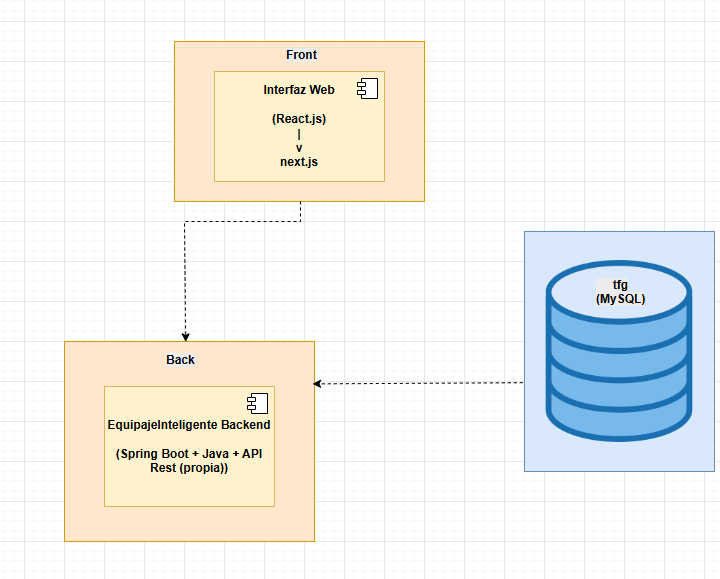 Front
Interfaz Web
(React.js)
|
v
next.js
tfg
(MySQL)
Back
EquipajeInteligente Backend
(Spring Boot + Java + API
Rest (propia))